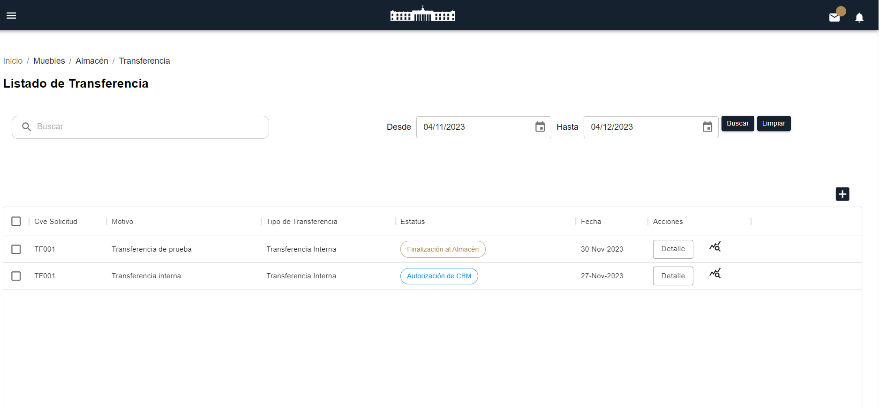 Inicio / Muebles / Almacén / Transferencia
Listado de Transferencia
Buscar Desde 04/11/2023 Hasta 04/12/2023 Buscar Limpiar
Cve Solicitud Motivo Tipo de Transferencia Estatus Fecha Acciones
TF001 Transferencia de prueba Transferencia Interna Finalización al Almacén 30-Nov-2023 Detalle
TF001 Transferencia interna Transferencia Interna Autorización de CBM 27-Nov-2023 Detalle